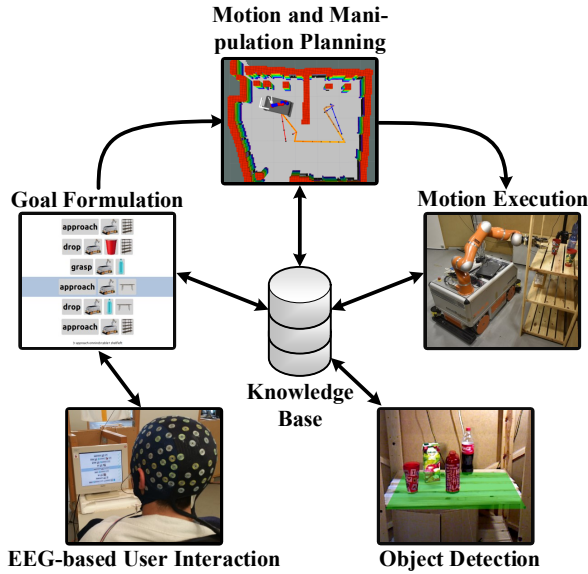 Motion and Mani-
pulation Planning
Goal Formulation
Motion Execution
approach
drop
grasp
approach
drop
approach
Knowledge
Base
EEG-based User Interaction
Object Detection